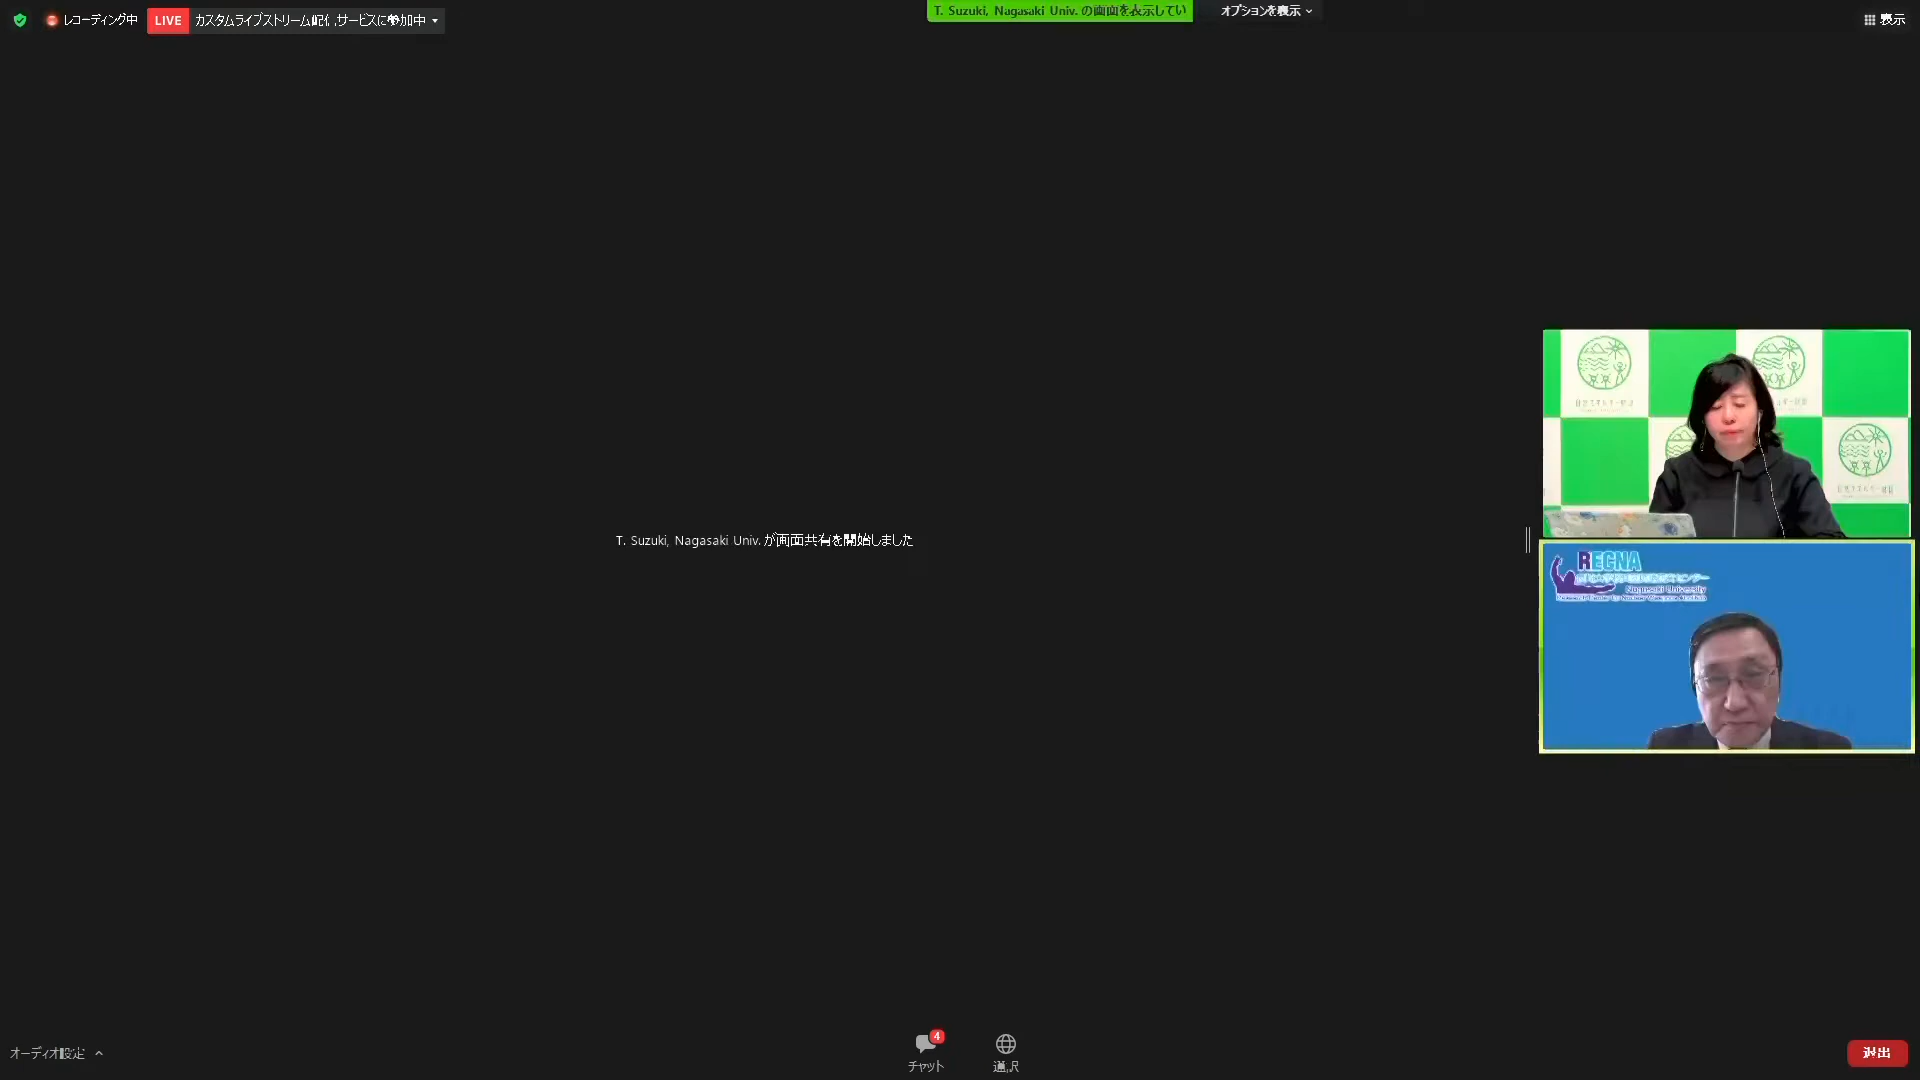 レコーディング中
LIVE カスタムライブストリーム配信サービスに参加中
T. Suzuki, Nagasaki Univ. の画面を表示してい
オプションを表示
表示
T. Suzuki, Nagasaki Univ. が画面共有を開始しました
RECNA
Nagasaki University
オーディオ設定
4
チャット
通訳
退出